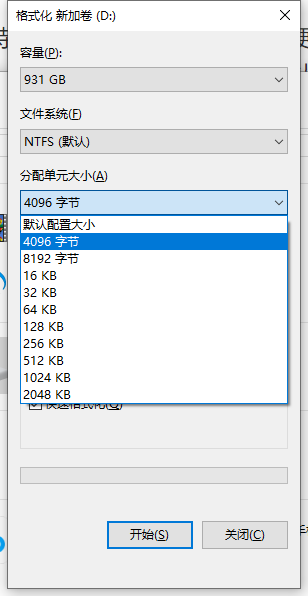 格式化 新加卷 (D:)
容量(P):
931 GB
文件系统(F)
NTFS (默认)
分配单元大小(A)
4096 字节
默认配置大小
4096 字节
8192 字节
16 KB
32 KB
64 KB
128 KB
256 KB
512 KB
1024 KB
2048 KB
快速格式化(Q)
开始(S)
关闭(C)